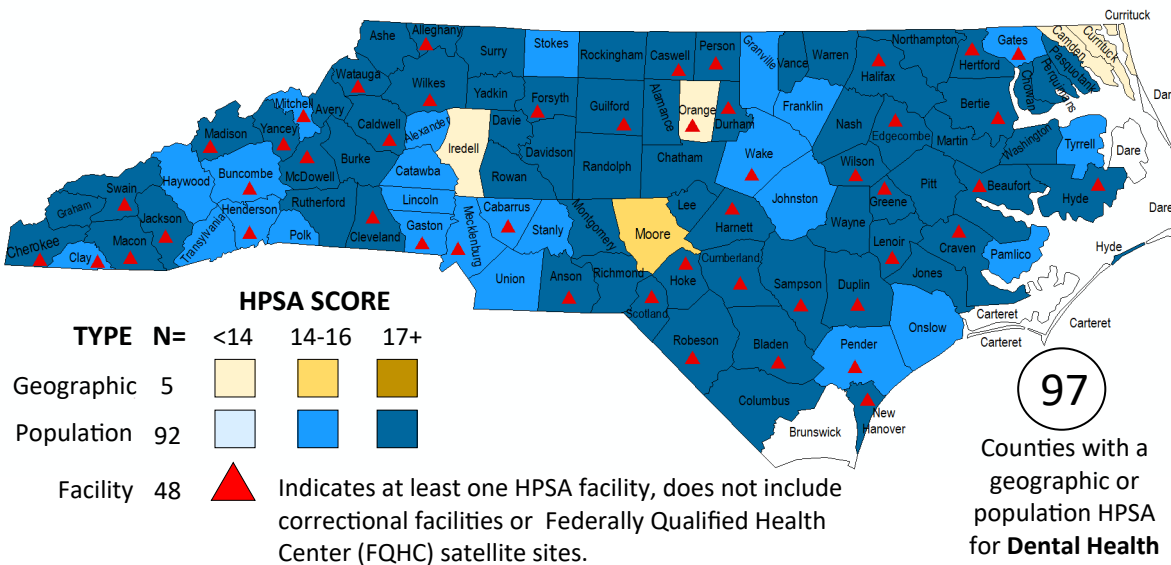 Currituck
Ashe
Alleghany
Surry
Stokes
Rockingham
Caswell
Person
Granville
Vance
Warren
Northampton
Halifax
Hertford
Gates
Camden
Currituck
Pasquotank
Perquimans
Chowan
Dare
Watauga
Wilkes
Yadkin
Forsyth
Guilford
Alamance
Orange
Durham
Franklin
Nash
Edgecombe
Bertie
Martin
Washington
Tyrrell
Dare
Mitchell
Avery
Caldwell
Alexander
Iredell
Davie
Davidson
Randolph
Chatham
Wake
Wilson
Pitt
Beaufort
Hyde
Dare
Madison
Yancey
McDowell
Burke
Catawba
Rowan
Johnston
Greene
Swain
Haywood
Buncombe
Rutherford
Lincoln
Cabarrus
Stanly
Montgomery
Moore
Lee
Harnett
Wayne
Lenoir
Craven
Pamlico
Hyde
Graham
Jackson
Henderson
Polk
Cleveland
Gaston
Mecklenburg
Cherokee
Clay
Macon
Transylvania
Union
Anson
Richmond
Scotland
Hoke
Cumberland
Sampson
Duplin
Jones
Onslow
Carteret
Carteret
Carteret
Robeson
Bladen
Pender
Columbus
Brunswick
New
Hanover
HPSA SCORE
TYPE N= <14 14-16 17+
Geographic 5
Population 92
Facility 48 Indicates at least one HPSA facility, does not include
correctional facilities or Federally Qualified Health
Center (FQHC) satellite sites.
97
Counties with a
geographic or
population HPSA
for Dental Health